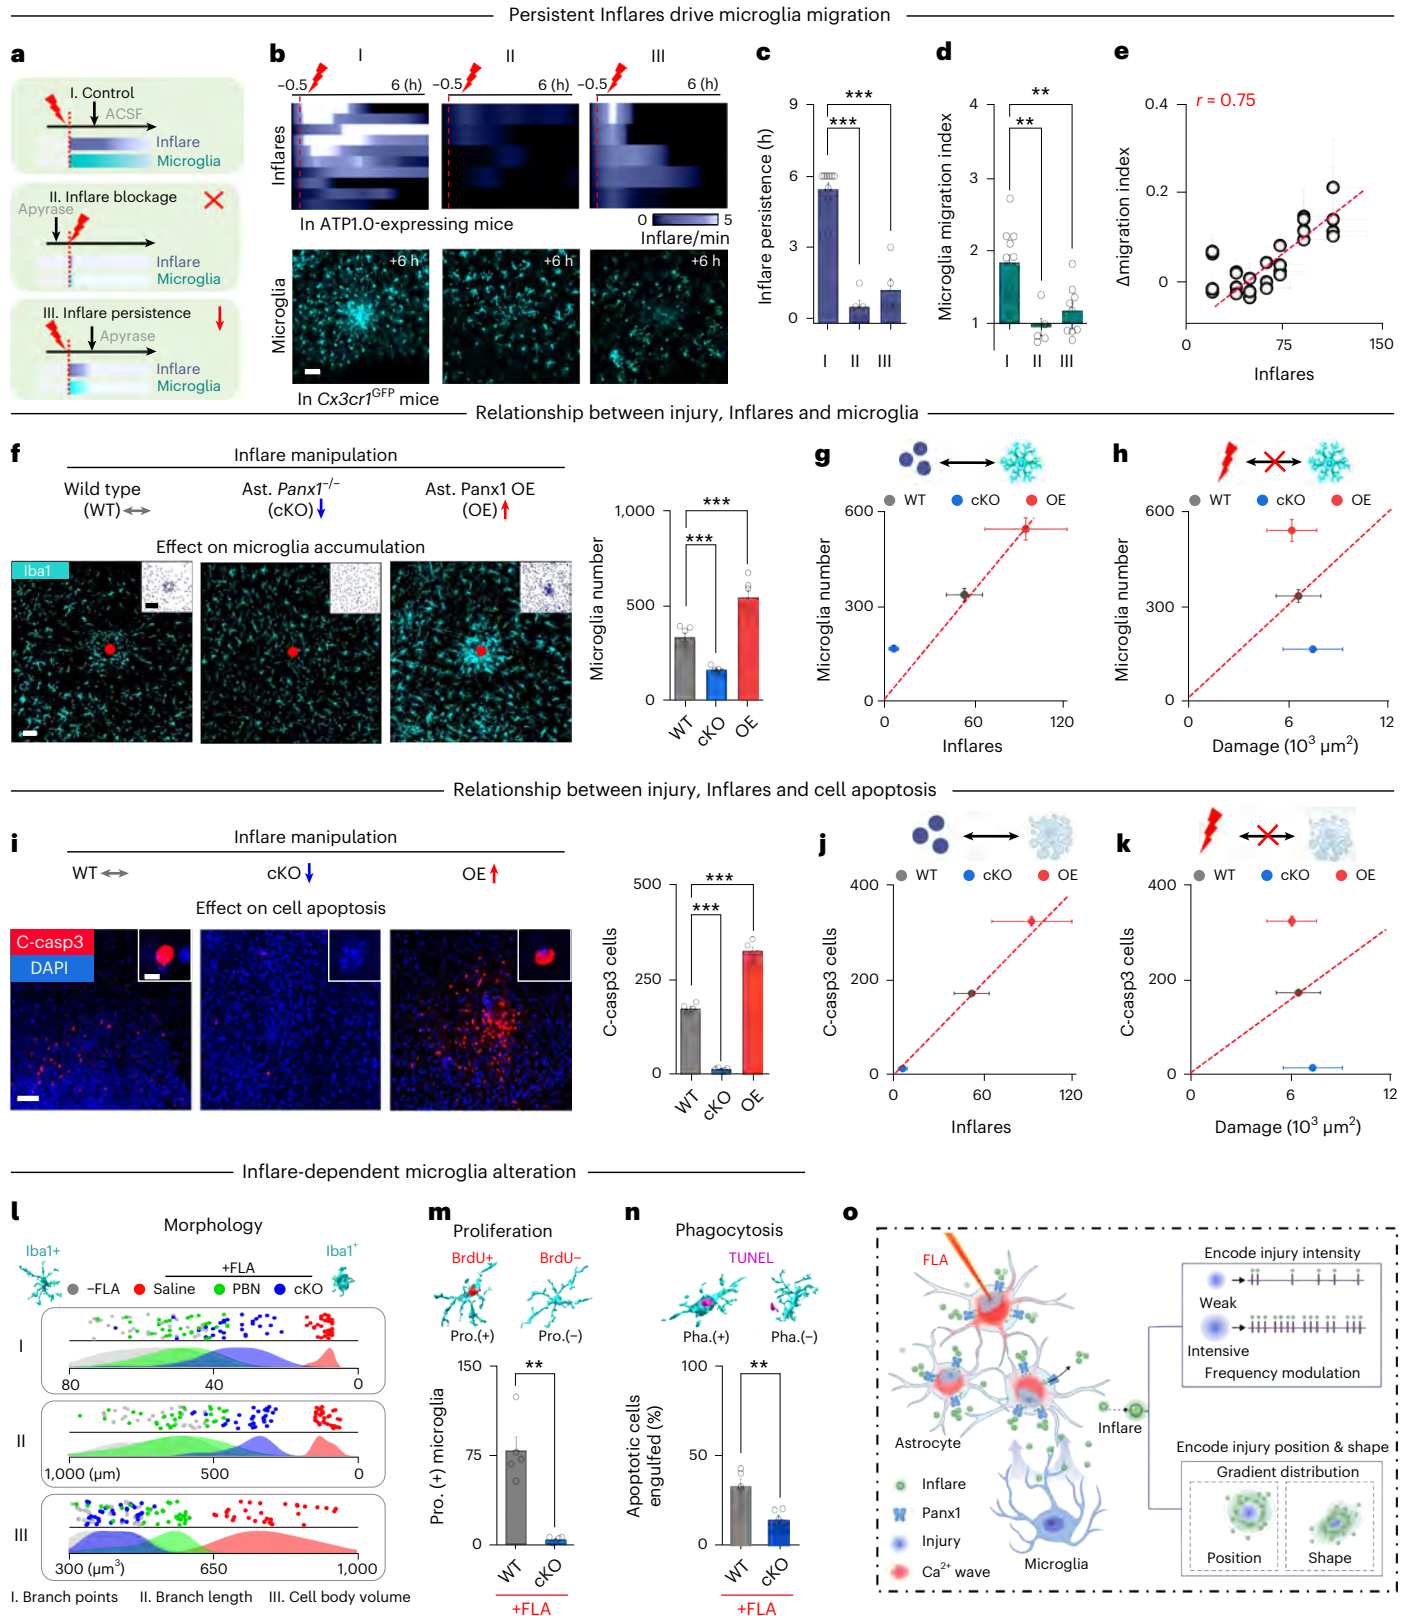 Persistent Inflares drive microglia migration
a
I. Control
ACSF
Inflare
Microglia
II. Inflare blockage
Apyrase
Inflare
Microglia
III. Inflare persistence
Apyrase
Inflare
Microglia
b
I II III
−0.5 6 (h) −0.5 6 (h) −0.5 6 (h)
Inflares
In ATP1.0-expressing mice
0 5
Inflare/min
+6 h +6 h +6 h
Microglia
In Cx3cr1GFP mice
c
Inflare persistence (h)
9
6
3
0
***
***
I II III
d
Microglia migration index
4
3
2
1
**
**
I II III
e
r = 0.75
Δmigration index
0.4
0.2
0
0 75 150
Inflares
Relationship between injury, Inflares and microglia
f
Inflare manipulation
Wild type
(WT)
Ast. Panx1−/−
(cKO)
Ast. Panx1 OE
(OE)
Effect on microglia accumulation
Iba1
Microglia number
1,000
500
0
***
***
WT cKO OE
g
WT cKO OE
Microglia number
600
300
0
0 60 120
Inflares
h
WT cKO OE
Microglia number
600
300
0
0 6 12
Damage (10³ µm²)
Relationship between injury, Inflares and cell apoptosis
i
Inflare manipulation
WT cKO OE
Effect on cell apoptosis
C-casp3
DAPI
C-casp3 cells
500
250
0
***
***
WT cKO OE
j
WT cKO OE
C-casp3 cells
400
200
0
0 60 120
Inflares
k
WT cKO OE
C-casp3 cells
400
200
0
0 6 12
Damage (10³ µm²)
Inflare-dependent microglia alteration
l
Morphology
Iba1+ Iba1⁺
+FLA
−FLA Saline PBN cKO
I
80 40 0
II
1,000 (µm) 500 0
III
300 (µm³) 650 1,000
I. Branch points II. Branch length III. Cell body volume
m
Proliferation
BrdU+ BrdU−
Pro.(+) Pro.(−)
Pro. (+) microglia
150
75
0
**
WT cKO
+FLA
n
Phagocytosis
TUNEL
Pha.(+) Pha.(−)
Apoptotic cells
engulfed (%)
100
50
0
**
WT cKO
+FLA
o
FLA
Astrocyte
Inflare
Panx1
Injury
Ca²⁺ wave
Microglia
Inflare
Encode injury intensity
Weak
Intensive
Frequency modulation
Encode injury position & shape
Gradient distribution
Position Shape